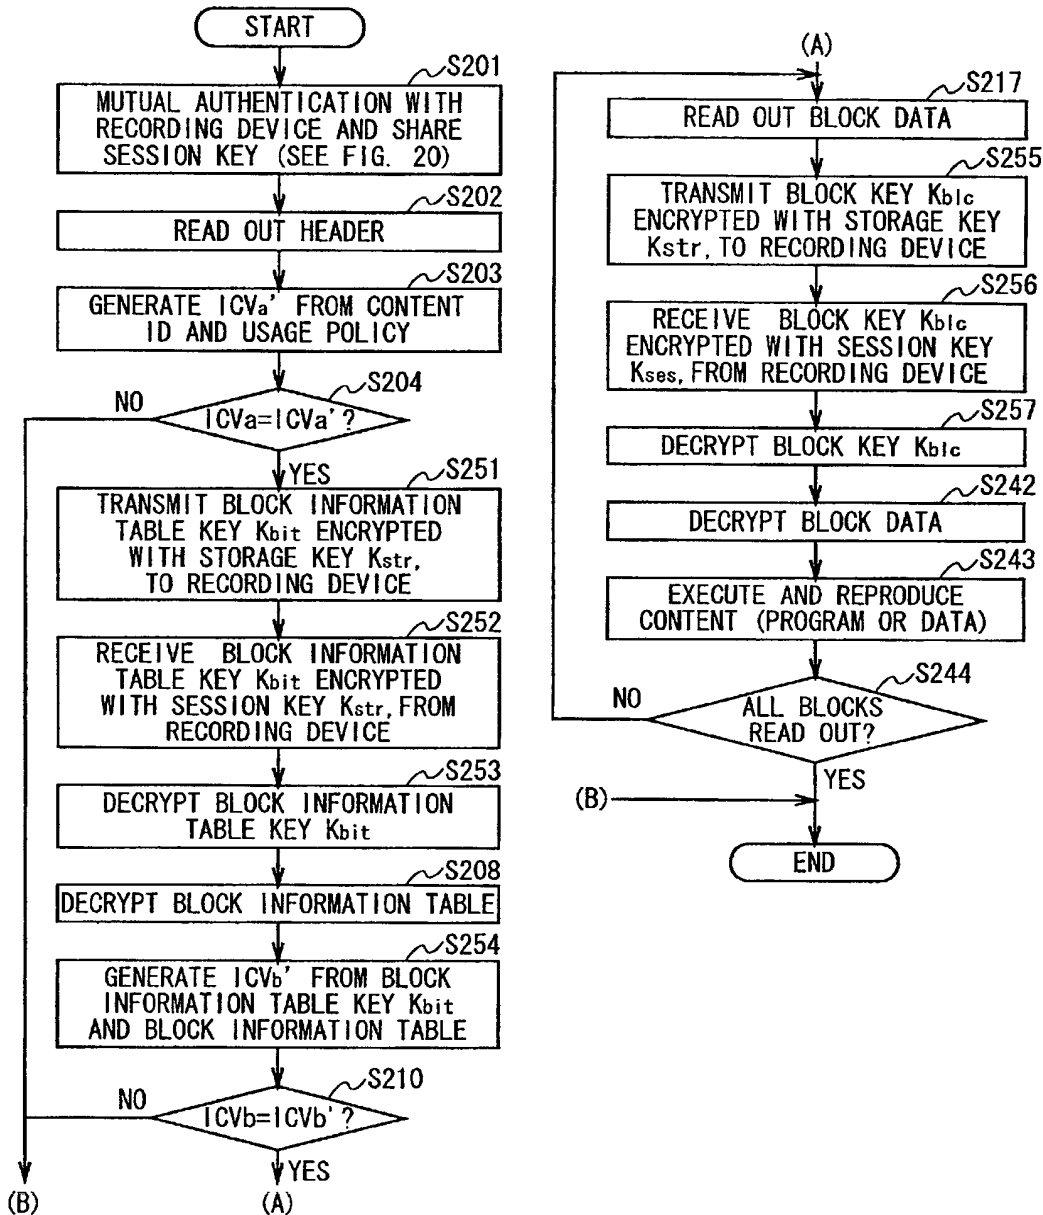 START
S201
MUTUAL AUTHENTICATION WITH
RECORDING DEVICE AND SHARE
SESSION KEY (SEE FIG. 20)
S202
READ OUT HEADER
S203
GENERATE ICVa' FROM CONTENT
ID AND USAGE POLICY
S204
NO
ICVa=ICVa'?
YES
S251
TRANSMIT BLOCK INFORMATION
TABLE KEY Kbit ENCRYPTED
WITH STORAGE KEY Kstr,
TO RECORDING DEVICE
S252
RECEIVE BLOCK INFORMATION
TABLE KEY Kbit ENCRYPTED
WITH SESSION KEY Kstr, FROM
RECORDING DEVICE
S253
DECRYPT BLOCK INFORMATION
TABLE KEY Kbit
S208
DECRYPT BLOCK INFORMATION TABLE
S254
GENERATE ICVb' FROM BLOCK
INFORMATION TABLE KEY Kbit
AND BLOCK INFORMATION TABLE
S210
NO
ICVb=ICVb'?
YES
(B)
(A)
(A)
S217
READ OUT BLOCK DATA
S255
TRANSMIT BLOCK KEY Kblc
ENCRYPTED WITH STORAGE KEY
Kstr, TO RECORDING DEVICE
S256
RECEIVE BLOCK KEY Kblc
ENCRYPTED WITH SESSION KEY
Kses, FROM RECORDING DEVICE
S257
DECRYPT BLOCK KEY Kblc
S242
DECRYPT BLOCK DATA
S243
EXECUTE AND REPRODUCE
CONTENT (PROGRAM OR DATA)
S244
NO
ALL BLOCKS
READ OUT?
YES
(B)
END